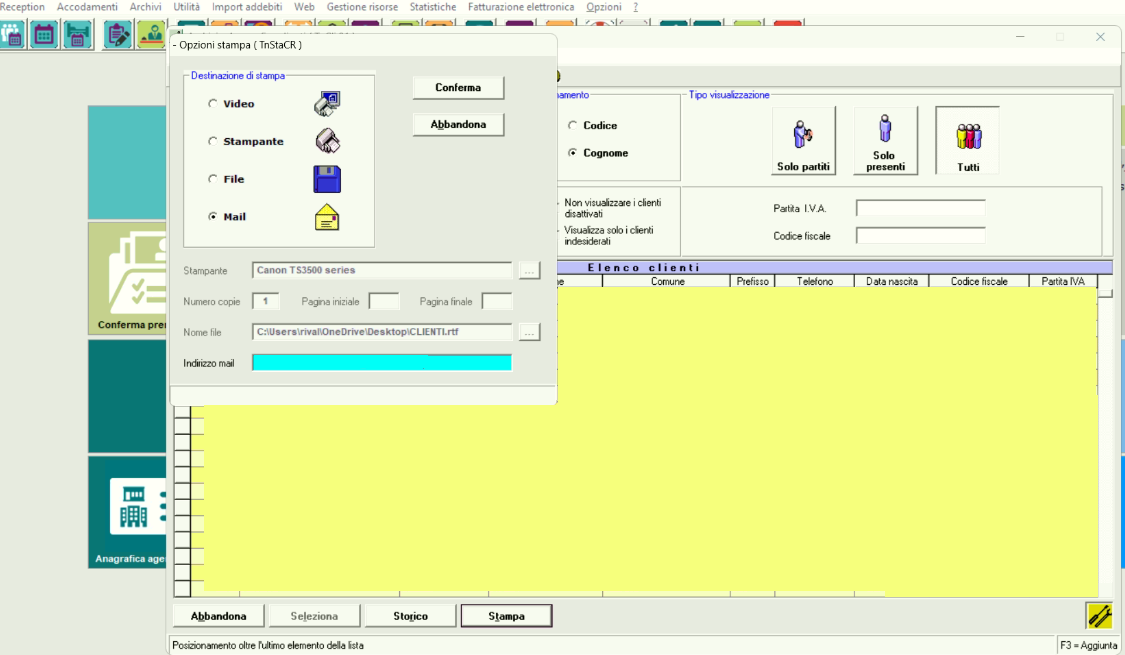 Reception Accodamenti Archivi Utilità Import addebiti Web Gestione risorse Statistiche Fatturazione elettronica Opzioni ?
- Opzioni stampa ( TnStaCR )
Destinazione di stampa
Video
Stampante
File
Mail
Conferma
Abbandona
Stampante Canon TS3500 series ...
Numero copie 1 Pagina iniziale Pagina finale
Nome file C:\Users\rival\OneDrive\Desktop\CLIENTI.rtf ...
Indirizzo mail
Codice
Cognome
Tipo visualizzazione
Solo partiti
Solo presenti
Tutti
Non visualizzare i clienti
disattivati
Visualizza solo i clienti
indesiderati
Partita I.V.A.
Codice fiscale
Elenco clienti
Comune Prefisso Telefono Data nascita Codice fiscale Partita IVA
Anagrafica age
Conferma pre
Abbandona Seleziona Storico Stampa
Posizionamento oltre l'ultimo elemento della lista
F3 = Aggiunta